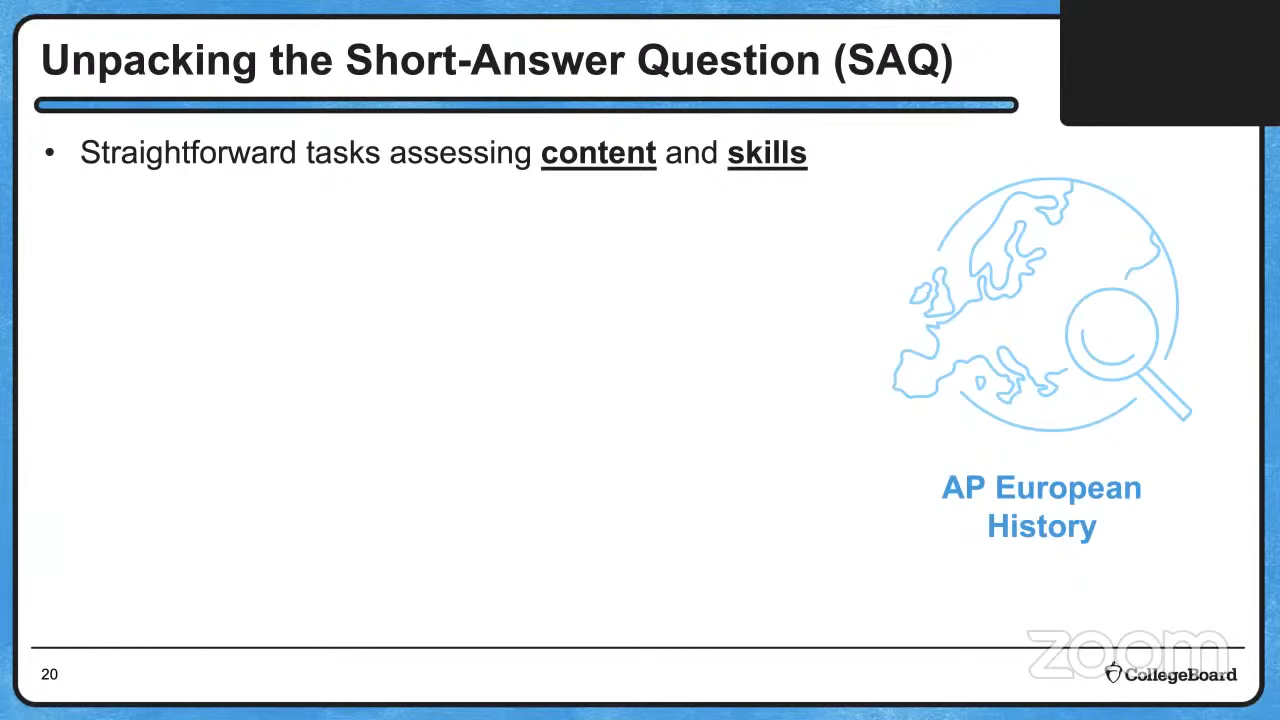 Unpacking the Short-Answer Question (SAQ)
• Straightforward tasks assessing content and skills
AP European
History
20
zoom
CollegeBoard